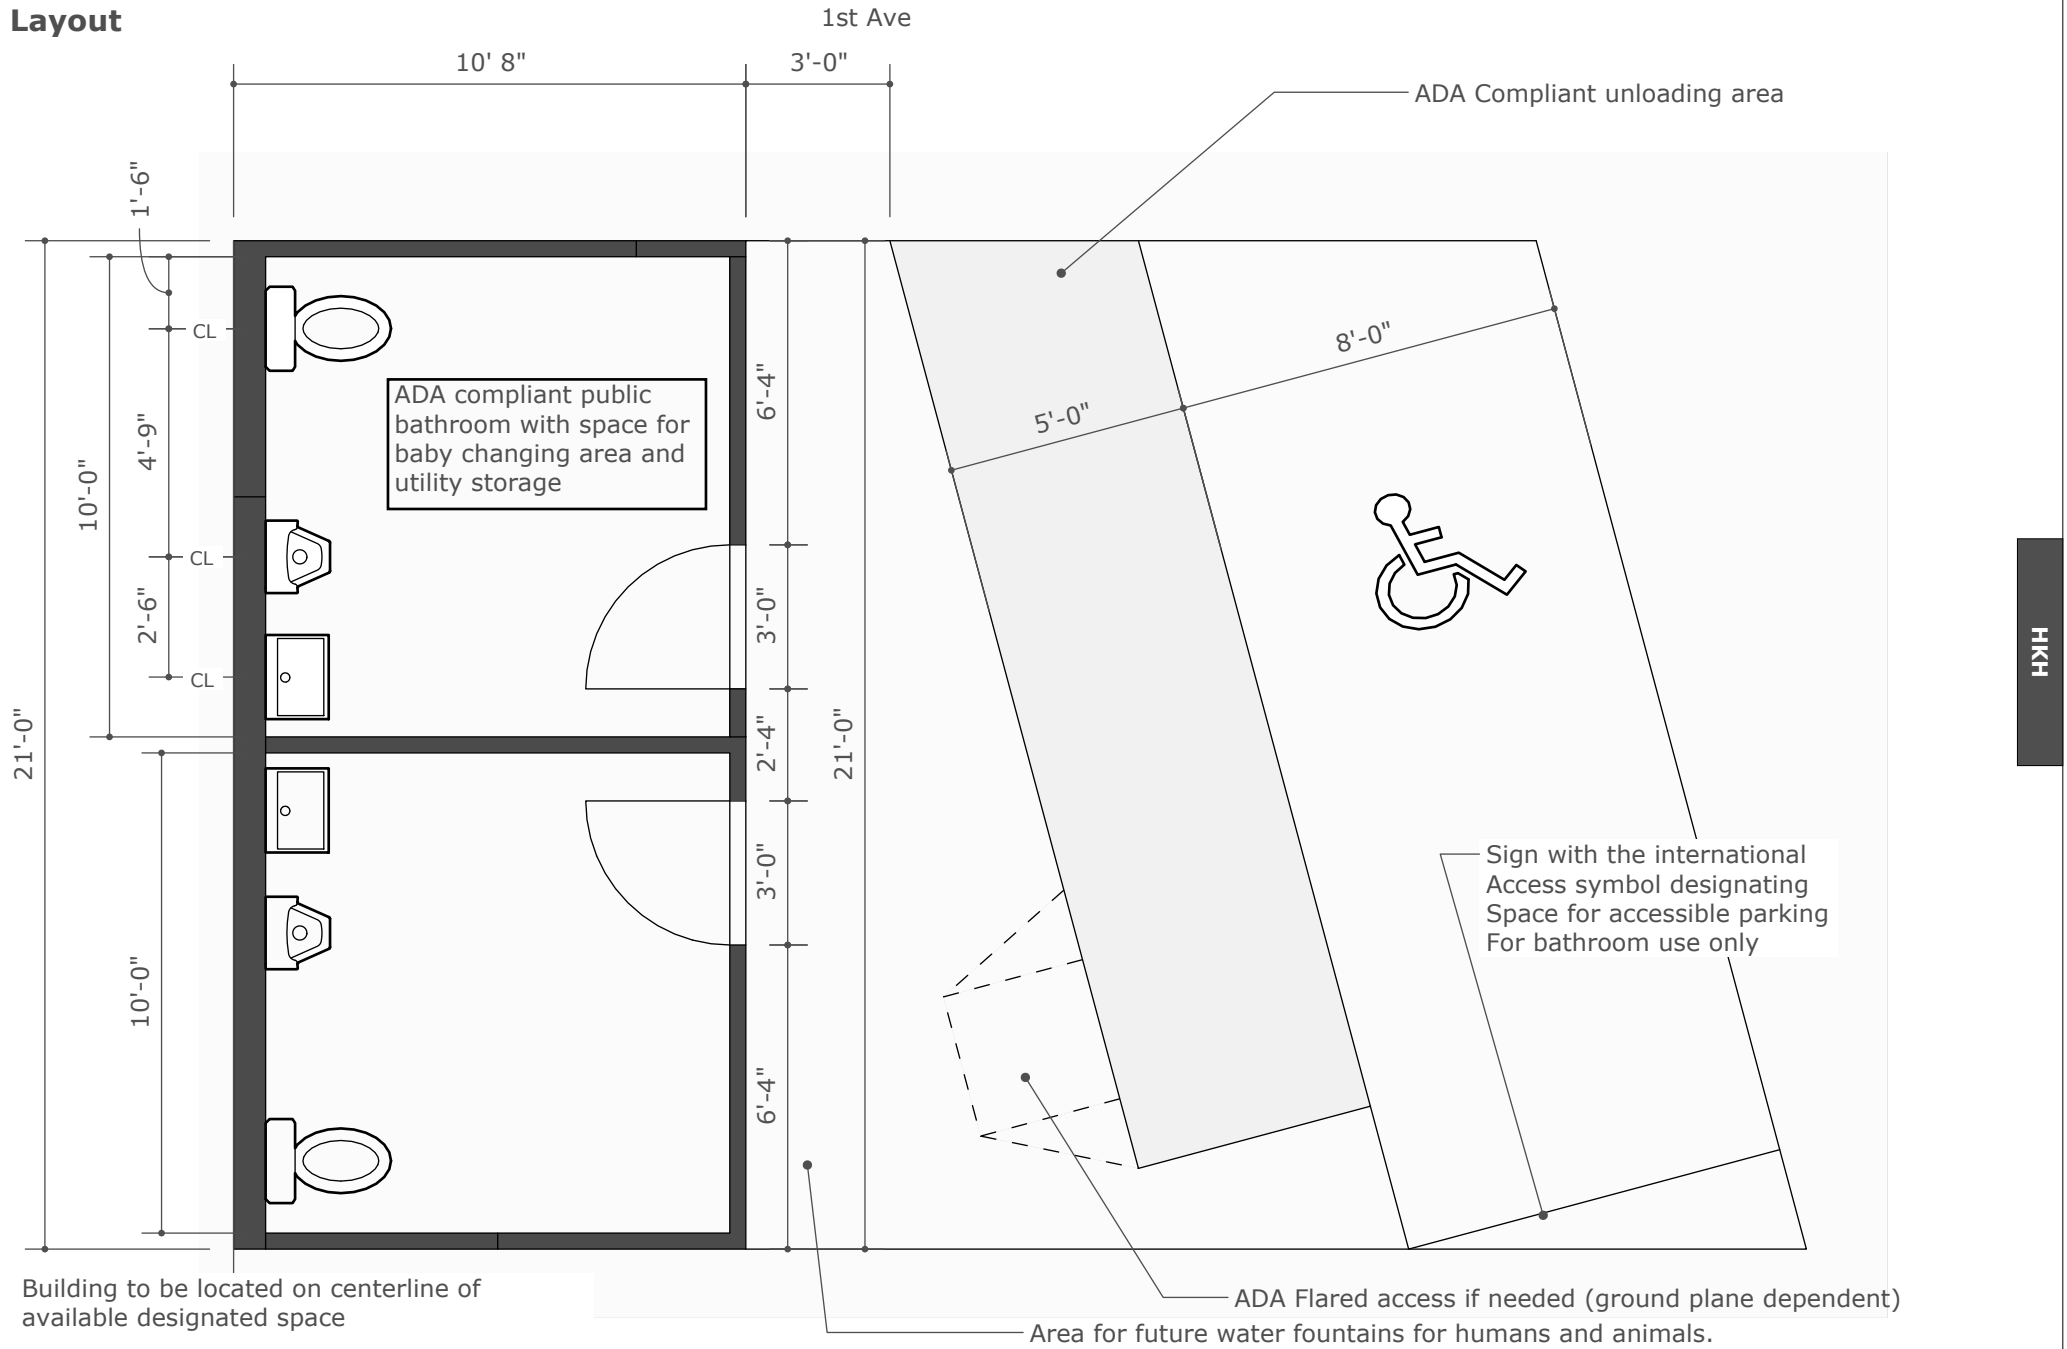 Layout
1st Ave
10' 8"
3'-0"
ADA Compliant unloading area
1'-6"
CL
8'-0"
6'-4"
ADA compliant public
bathroom with space for
baby changing area and
utility storage
5'-0"
4'-9"
10'-0"
CL
2'-6"
3'-0"
HKH
CL
21'-0"
2'-4"
21'-0"
3'-0"
Sign with the international
Access symbol designating
Space for accessible parking
For bathroom use only
10'-0"
6'-4"
Building to be located on centerline of
available designated space
ADA Flared access if needed (ground plane dependent)
Area for future water fountains for humans and animals.